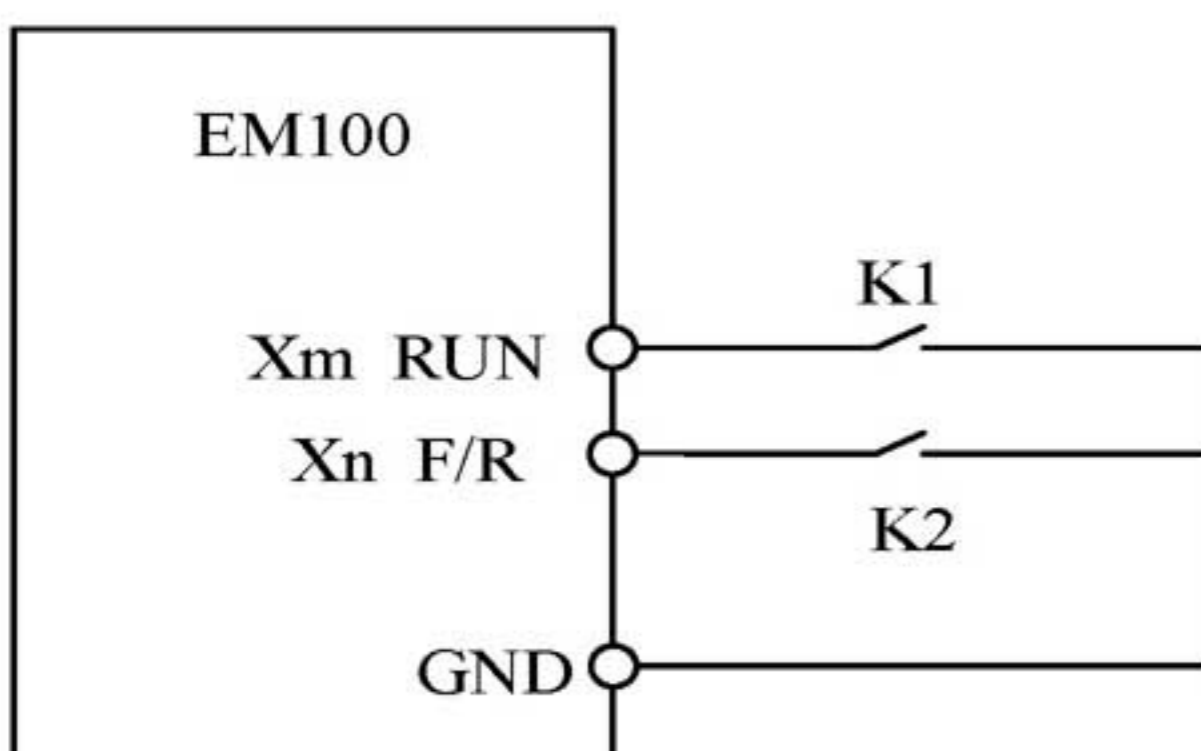 EM100
K1
Xm RUN
Xn F/R
K2
GND